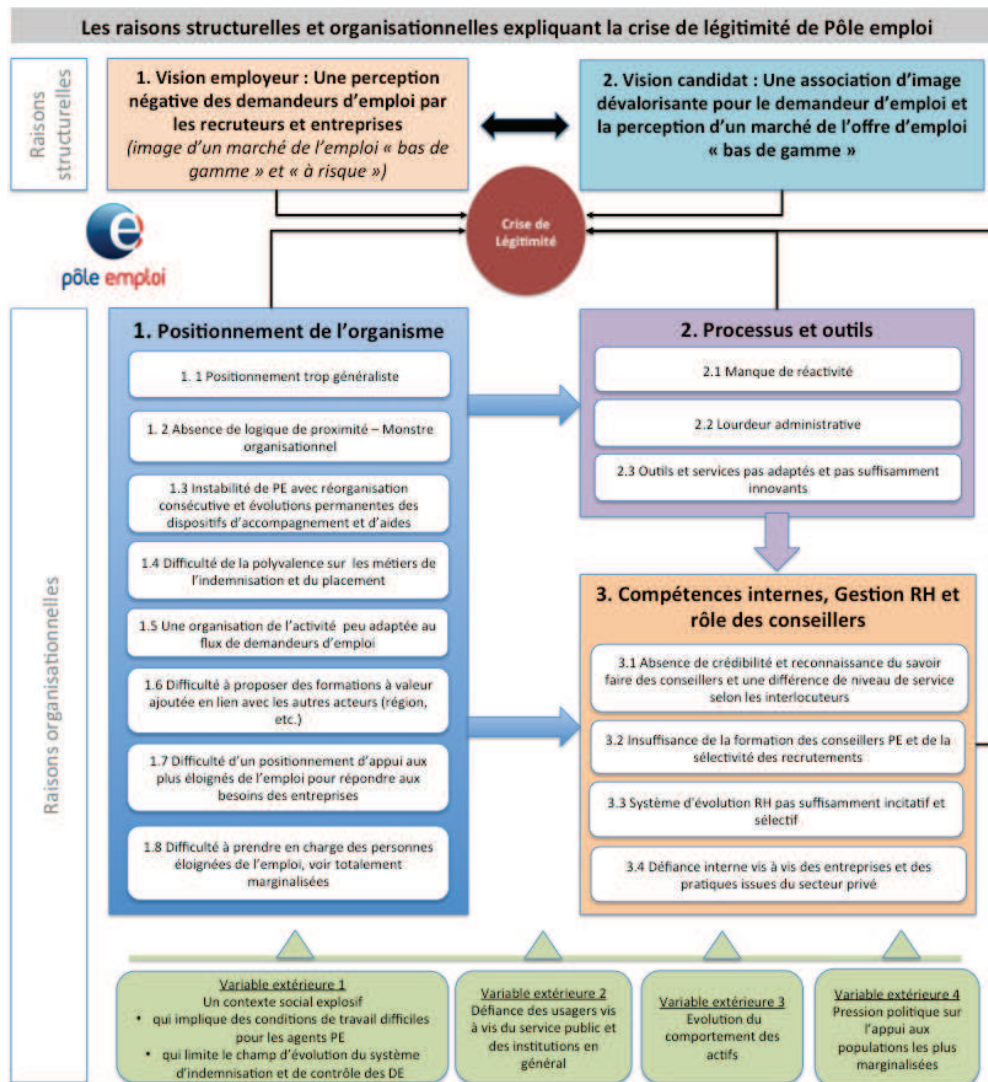 Les raisons structurelles et organisationnelles expliquant la crise de légitimité de Pôle emploi
Raisons
structurelles
1. Vision employeur : Une perception
négative des demandeurs d'emploi par
les recruteurs et entreprises
(image d'un marché de l'emploi « bas de
gamme » et « à risque »)
2. Vision candidat : Une association d'image
dévalorisante pour le demandeur d'emploi et
la perception d'un marché de l'offre d'emploi
« bas de gamme »
Crise de
Légitimité
e
pôle emploi
Raisons organisationnelles
1. Positionnement de l'organisme
1. 1 Positionnement trop généraliste
1. 2 Absence de logique de proximité – Monstre
organisationnel
1.3 Instabilité de PE avec réorganisation
consécutive et évolutions permanentes des
dispositifs d'accompagnement et d'aides
1.4 Difficulté de la polyvalence sur les métiers de
l'indemnisation et du placement
1.5 Une organisation de l'activité peu adaptée au
flux de demandeurs d'emploi
1.6 Difficulté à proposer des formations à valeur
ajoutée en lien avec les autres acteurs (région,
etc.)
1.7 Difficulté d'un positionnement d'appui aux
plus éloignés de l'emploi pour répondre aux
besoins des entreprises
1.8 Difficulté à prendre en charge des personnes
éloignées de l'emploi, voir totalement
marginalisées
2. Processus et outils
2.1 Manque de réactivité
2.2 Lourdeur administrative
2.3 Outils et services pas adaptés et pas suffisamment
innovants
3. Compétences internes, Gestion RH et
rôle des conseillers
3.1 Absence de crédibilité et reconnaissance du savoir
faire des conseillers et une différence de niveau de service
selon les interlocuteurs
3.2 Insuffisance de la formation des conseillers PE et de la
sélectivité des recrutements
3.3 Système d'évolution RH pas suffisamment incitatif et
sélectif
3.4 Défiance interne vis à vis des entreprises et des
pratiques issues du secteur privé
Variable extérieure 1
Un contexte social explosif
• qui implique des conditions de travail difficiles
pour les agents PE
• qui limite le champ d'évolution du système
d'indemnisation et de contrôle des DE
Variable extérieure 2
Défiance des usagers vis
à vis du service public et
des institutions en
général
Variable extérieure 3
Evolution du
comportement des
actifs
Variable extérieure 4
Pression politique sur
l'appui aux
populations les plus
marginalisées